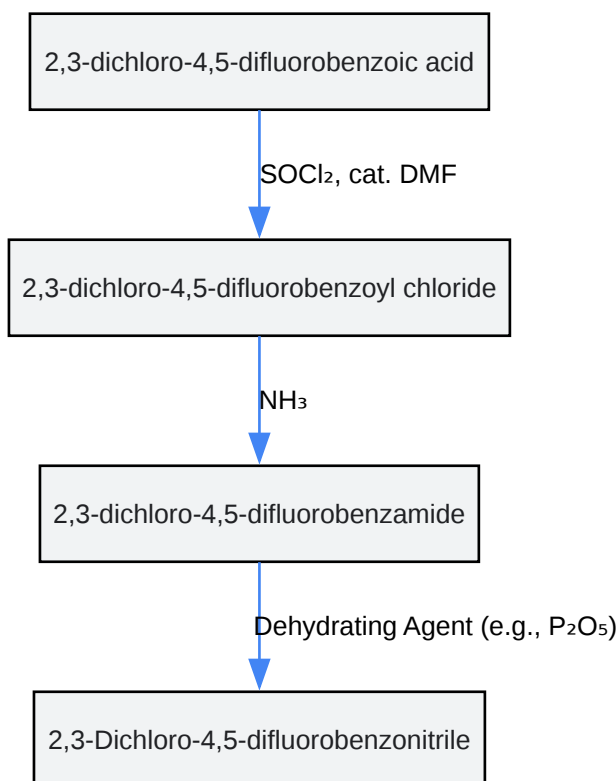 2,3-dichloro-4,5-difluorobenzoic acid
SOCl₂, cat. DMF
2,3-dichloro-4,5-difluorobenzoyl chloride
NH₃
2,3-dichloro-4,5-difluorobenzamide
Dehydrating Agent (e.g., P₂O₅)
2,3-Dichloro-4,5-difluorobenzonitrile